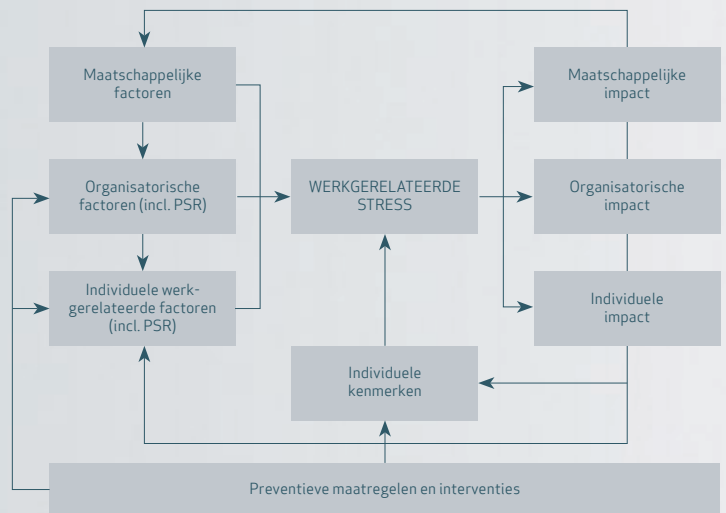 Maatschappelijke
factoren
Maatschappelijke
impact
Organisatorische
factoren (incl. PSR)
WERKGERELATEERDE
STRESS
Organisatorische
impact
Individuele werk-
gerelateerde factoren
(incl. PSR)
Individuele
impact
Individuele
kenmerken
Preventieve maatregelen en interventies